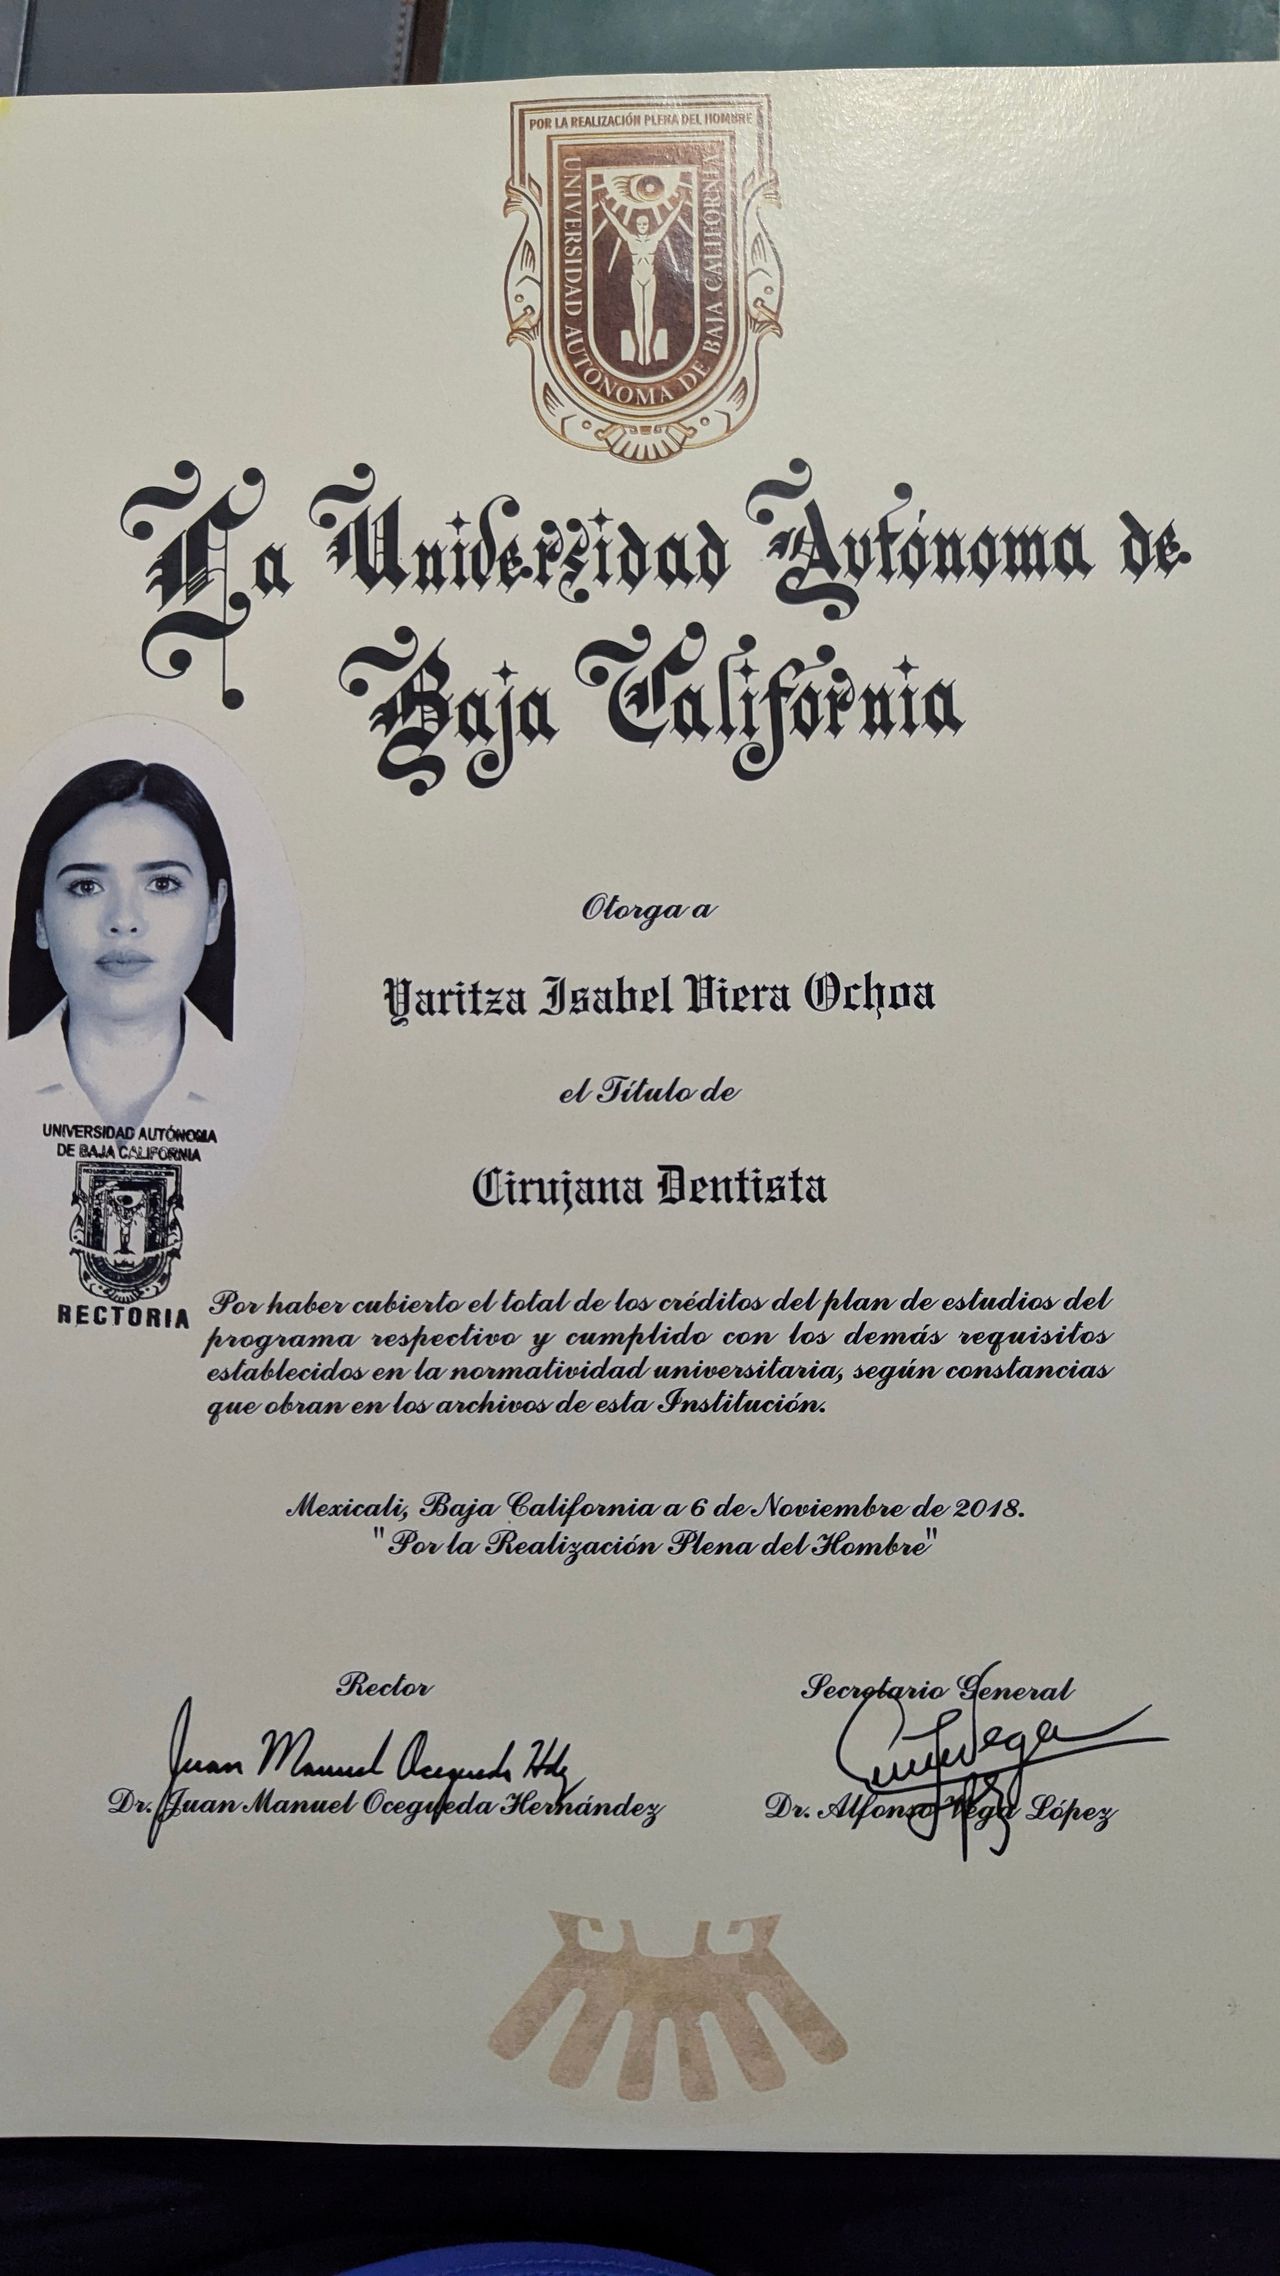 POR LA REALIZACIÓN PLENA DEL HOMBRE
UNIVERSIDAD AUTÓNOMA DE BAJA CALIFORNIA
La Universidad Autónoma de
Baja California
Otorga a
Yaritza Isabel Viera Ochoa
el Título de
Cirujana Dentista
UNIVERSIDAD AUTÓNOMA
DE BAJA CALIFORNIA
RECTORIA
Por haber cubierto el total de los créditos del plan de estudios del
programa respectivo y cumplido con los demás requisitos
establecidos en la normatividad universitaria, según constancias
que obran en los archivos de esta Institución.
Mexicali, Baja California a 6 de Noviembre de 2018.
"Por la Realización Plena del Hombre"
Rector
Secretario General
Juan Manuel Ocegueda Hdz
Dr. Juan Manuel Ocegueda Hernández
Dr. Alfonso Vega López